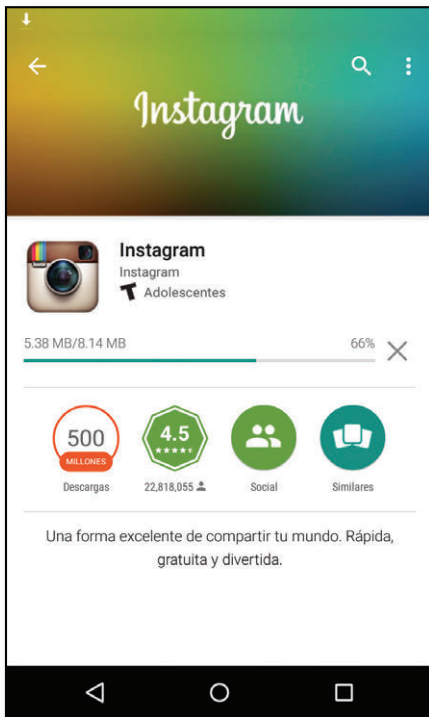 Instagram
Instagram
Instagram
T Adolescentes
5.38 MB/8.14 MB 66%
500
MILLONES
4.5
Descargas 22,818,055 Social Similares
Una forma excelente de compartir tu mundo. Rápida,
gratuita y divertida.